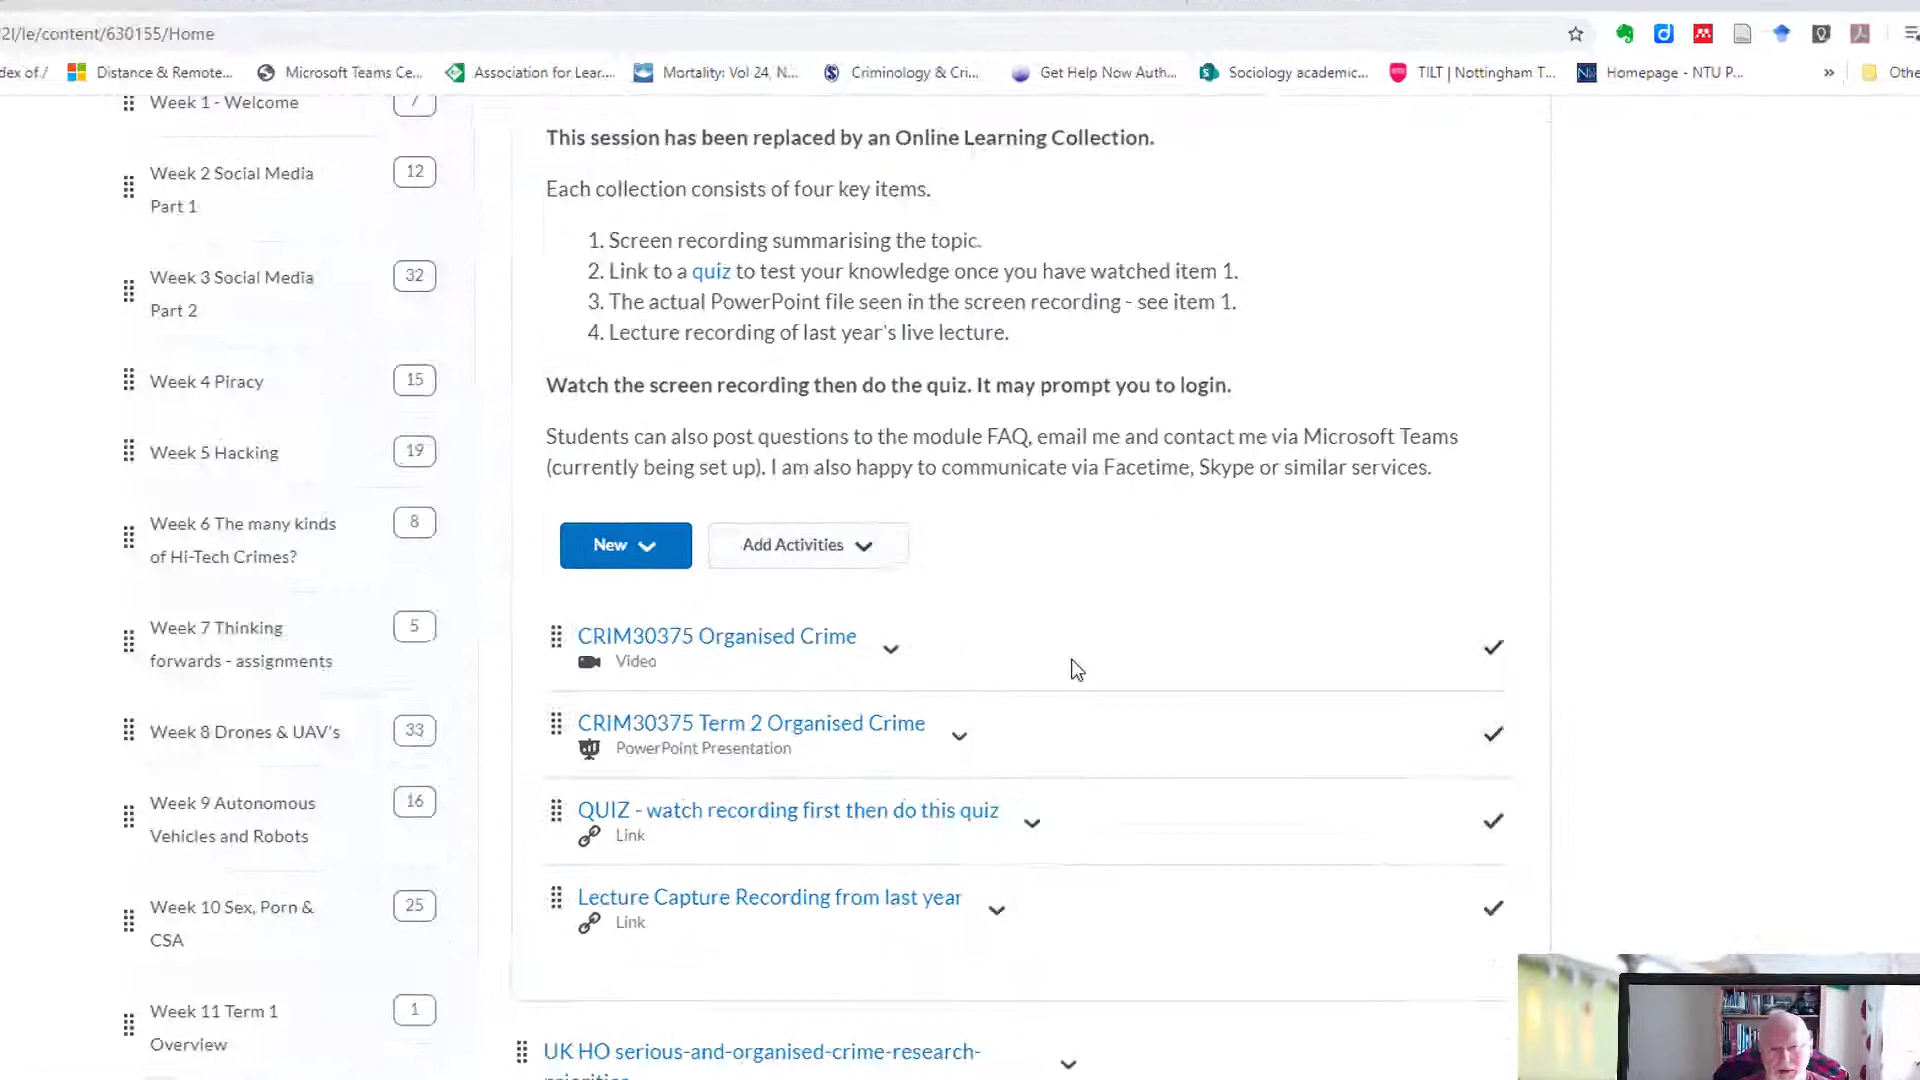 2l/le/content/630155/Home
dex of /
Distance & Remote...
Microsoft Teams Ce...
Association for Lear....
Mortality: Vol 24, N...
Criminology & Cri...
Get Help Now Auth...
Sociology academic...
TILT | Nottingham T...
Homepage - NTU P...
»
Othe
Week 1 - Welcome
7
Week 2 Social Media
Part 1
12
Week 3 Social Media
Part 2
32
Week 4 Piracy
15
Week 5 Hacking
19
Week 6 The many kinds
of Hi-Tech Crimes?
8
Week 7 Thinking
forwards - assignments
5
Week 8 Drones & UAV's
33
Week 9 Autonomous
Vehicles and Robots
16
Week 10 Sex, Porn &
CSA
25
Week 11 Term 1
Overview
1
This session has been replaced by an Online Learning Collection.
Each collection consists of four key items.
1. Screen recording summarising the topic.
2. Link to a quiz to test your knowledge once you have watched item 1.
3. The actual PowerPoint file seen in the screen recording - see item 1.
4. Lecture recording of last year's live lecture.
Watch the screen recording then do the quiz. It may prompt you to login.
Students can also post questions to the module FAQ, email me and contact me via Microsoft Teams
(currently being set up). I am also happy to communicate via Facetime, Skype or similar services.
New
Add Activities
CRIM30375 Organised Crime
Video
CRIM30375 Term 2 Organised Crime
PowerPoint Presentation
QUIZ - watch recording first then do this quiz
Link
Lecture Capture Recording from last year
Link
UK HO serious-and-organised-crime-research-